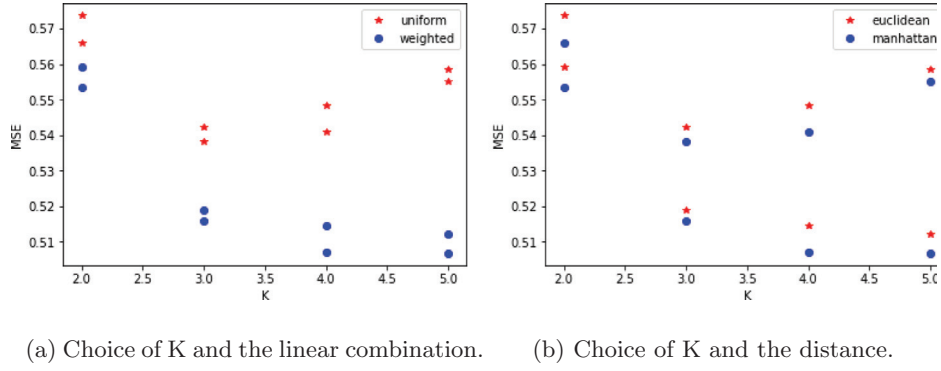 0.57
0.56
0.55
0.54
0.53
0.52
0.51
MSE
2.0 2.5 3.0 3.5 4.0 4.5 5.0
K
uniform
weighted
0.57
0.56
0.55
0.54
0.53
0.52
0.51
MSE
2.0 2.5 3.0 3.5 4.0 4.5 5.0
K
euclidean
manhattan
(a) Choice of K and the linear combination.
(b) Choice of K and the distance.